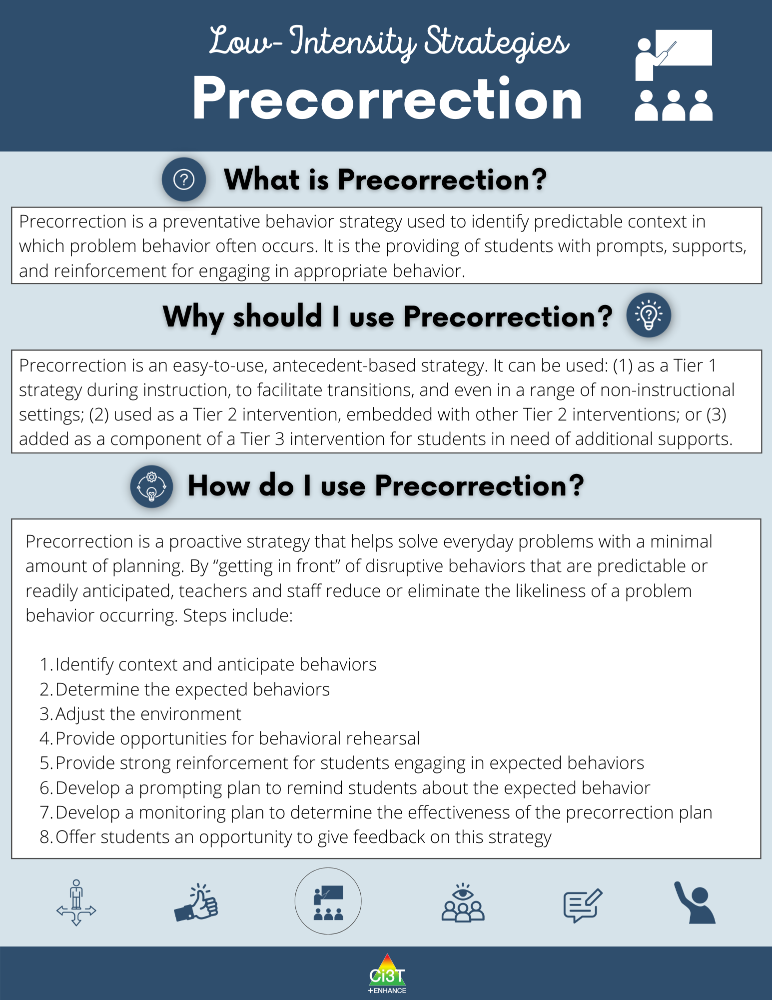 Low-Intensity Strategies
Precorrection
? What is Precorrection?
Precorrection is a preventative behavior strategy used to identify predictable context in
which problem behavior often occurs. It is the providing of students with prompts, supports,
and reinforcement for engaging in appropriate behavior.
Why should I use Precorrection? ?
Precorrection is an easy-to-use, antecedent-based strategy. It can be used: (1) as a Tier 1
strategy during instruction, to facilitate transitions, and even in a range of non-instructional
settings; (2) used as a Tier 2 intervention, embedded with other Tier 2 interventions; or (3)
added as a component of a Tier 3 intervention for students in need of additional supports.
How do I use Precorrection?
Precorrection is a proactive strategy that helps solve everyday problems with a minimal
amount of planning. By “getting in front” of disruptive behaviors that are predictable or
readily anticipated, teachers and staff reduce or eliminate the likeliness of a problem
behavior occurring. Steps include:
1. Identify context and anticipate behaviors
2. Determine the expected behaviors
3. Adjust the environment
4. Provide opportunities for behavioral rehearsal
5. Provide strong reinforcement for students engaging in expected behaviors
6. Develop a prompting plan to remind students about the expected behavior
7. Develop a monitoring plan to determine the effectiveness of the precorrection plan
8. Offer students an opportunity to give feedback on this strategy
Ci3T
+ENHANCE